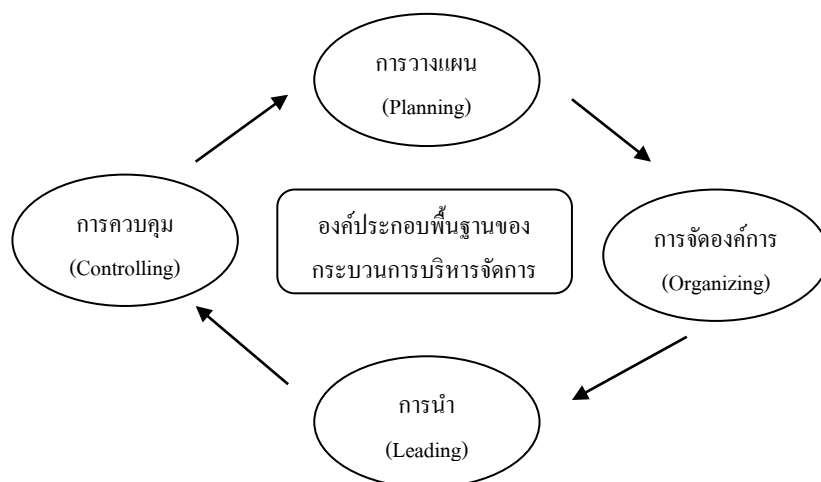 การวางแผน
(Planning)
การควบคุม
(Controlling)
องค์ประกอบพื้นฐานของ
กระบวนการบริหารจัดการ
การจัดองค์การ
(Organizing)
การนำ
(Leading)